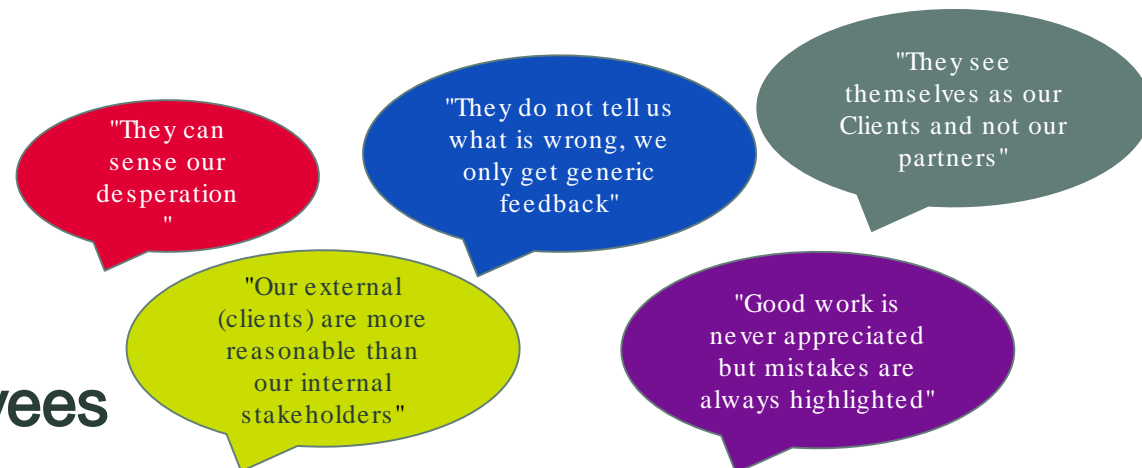 "They can
sense our
desperation
"
"They do not tell us
what is wrong, we
only get generic
feedback"
"They see
themselves as our
Clients and not our
partners"
"Our external
(clients) are more
reasonable than
our internal
stakeholders"
"Good work is
never appreciated
but mistakes are
always highlighted"
yees